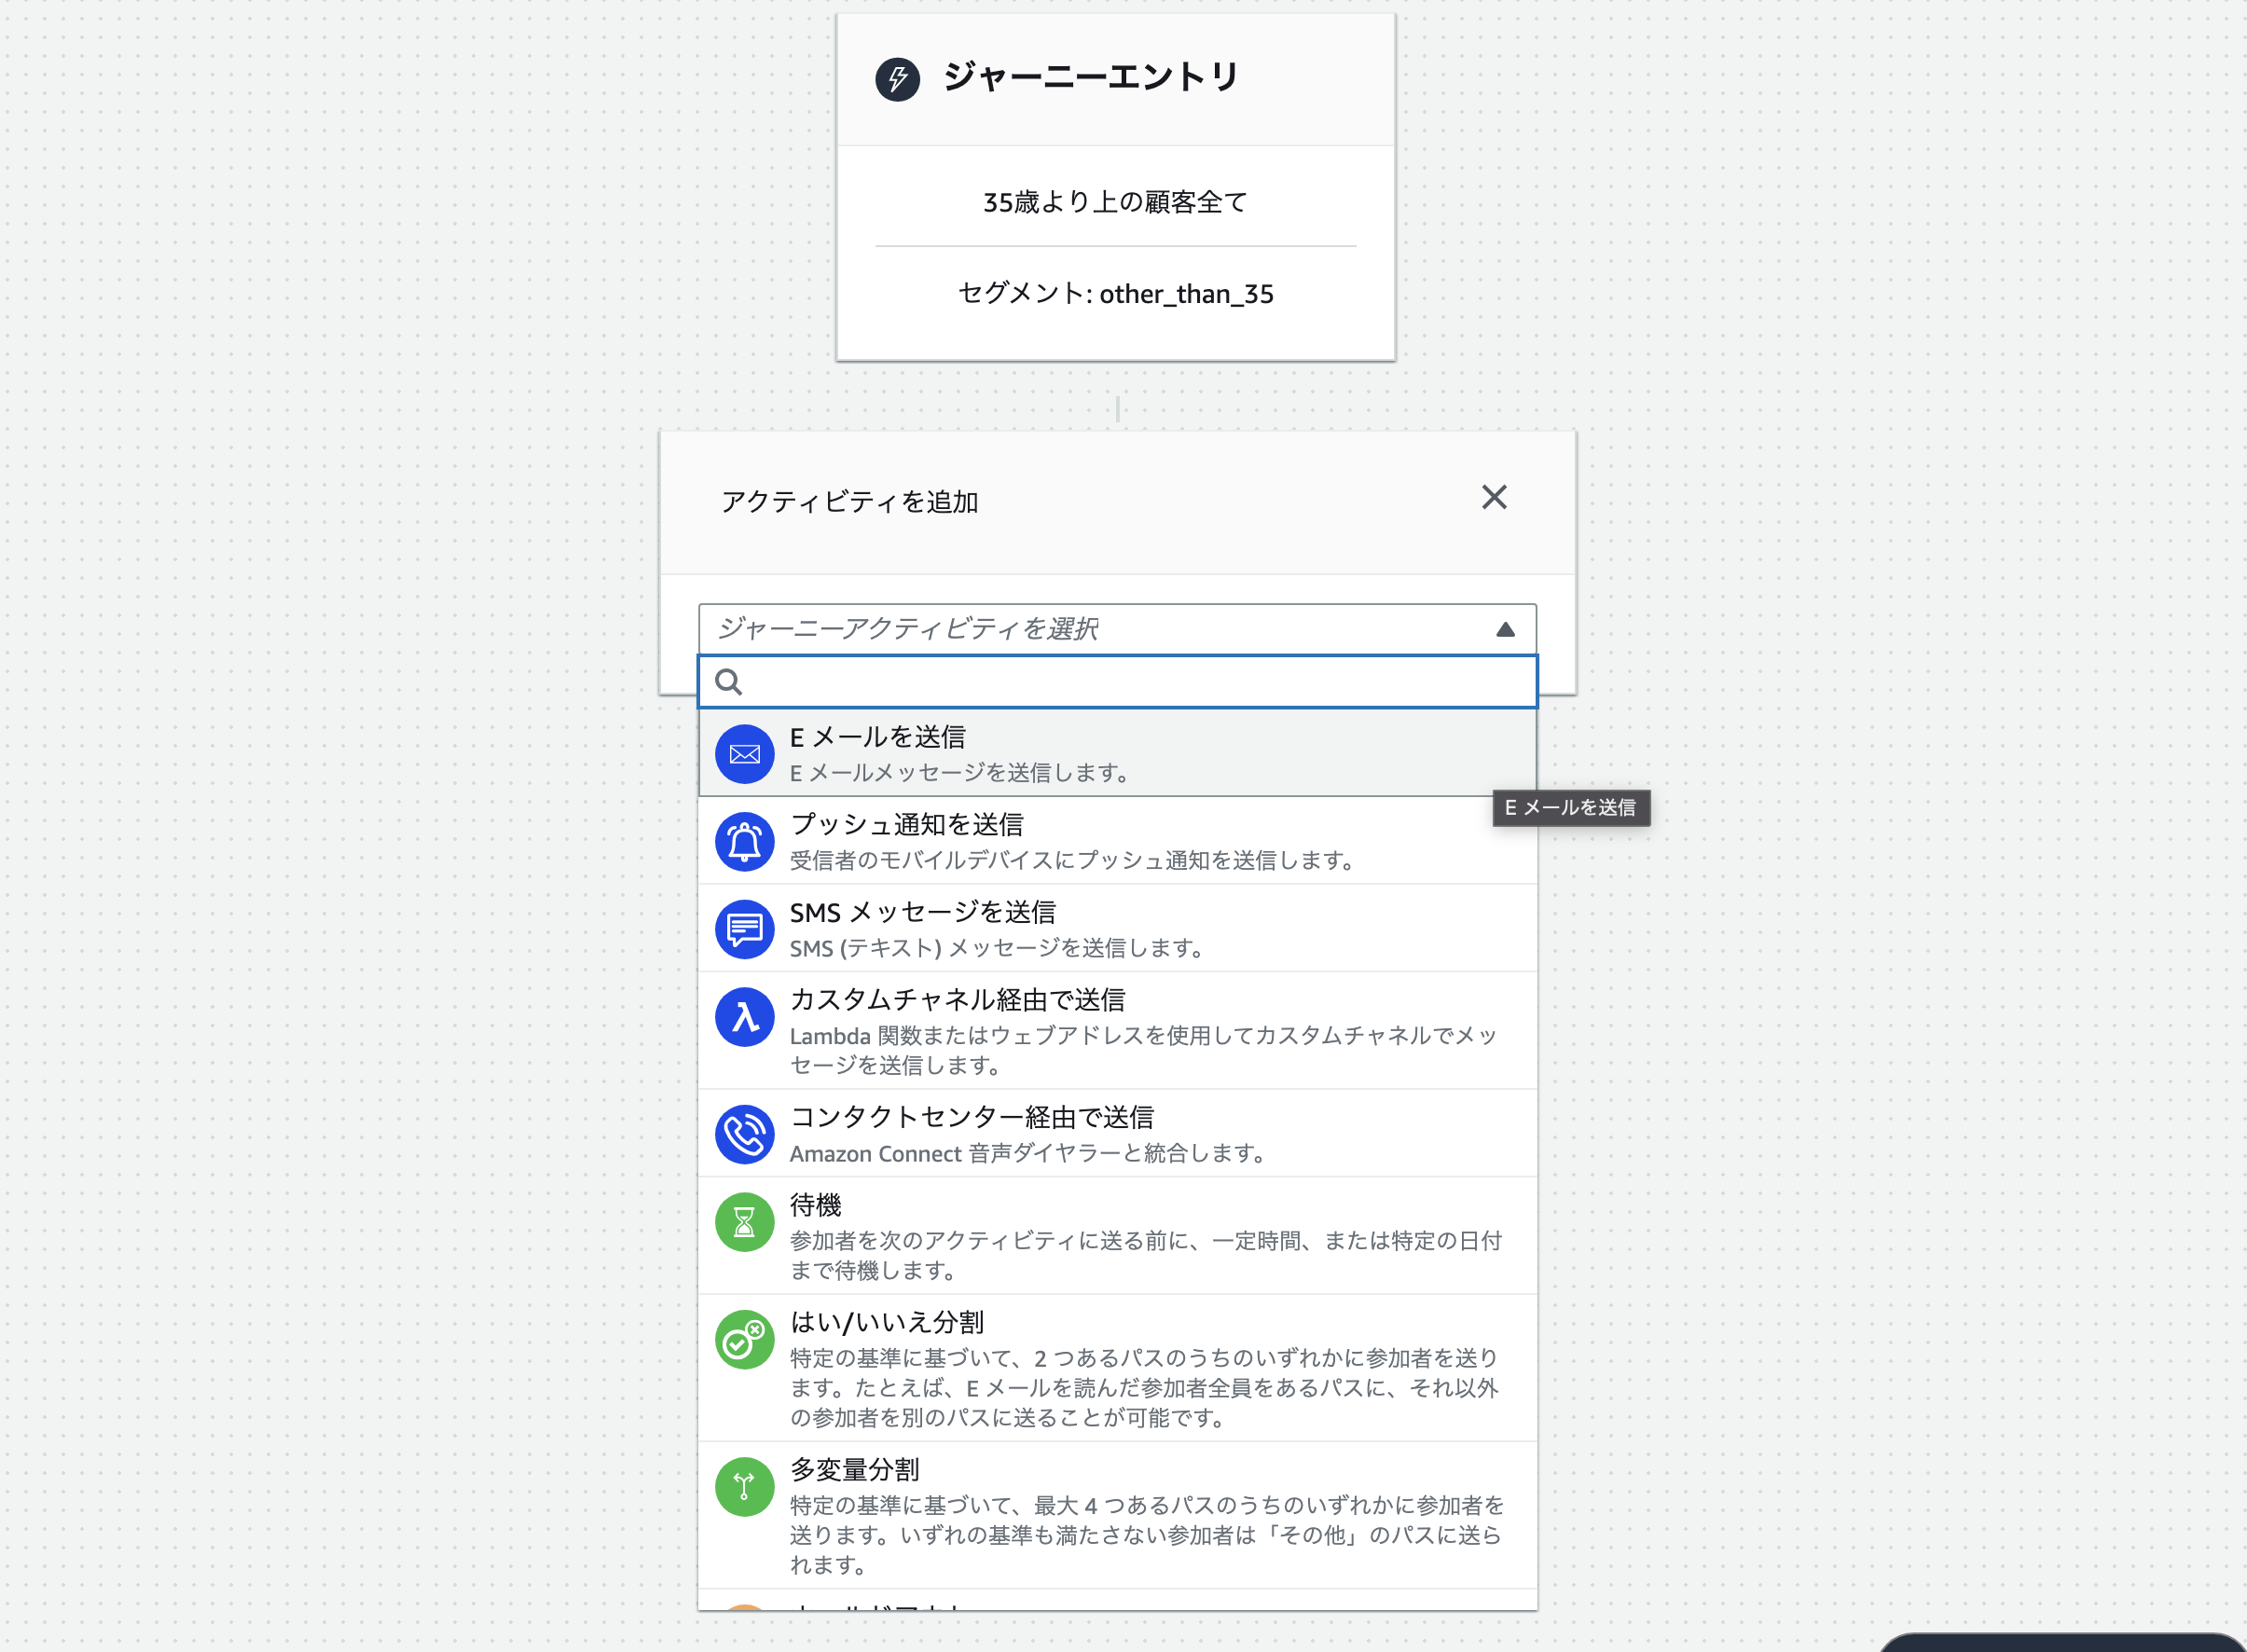 ジャーニーエントリ
35歳より上の顧客全て
セグメント: other_than_35
アクティビティを追加
ジャーニーアクティビティを選択
E メールを送信
E メールメッセージを送信します。
E メールを送信
プッシュ通知を送信
受信者のモバイルデバイスにプッシュ通知を送信します。
SMS メッセージを送信
SMS (テキスト) メッセージを送信します。
カスタムチャネル経由で送信
Lambda 関数またはウェブアドレスを使用してカスタムチャネルでメッ
セージを送信します。
コンタクトセンター経由で送信
Amazon Connect 音声ダイヤラーと統合します。
待機
参加者を次のアクティビティに送る前に、一定時間、または特定の日付
まで待機します。
はい/いいえ分割
特定の基準に基づいて、2 つあるパスのうちのいずれかに参加者を送り
ます。たとえば、E メールを読んだ参加者全員をあるパスに、それ以外
の参加者を別のパスに送ることが可能です。
多変量分割
特定の基準に基づいて、最大 4 つあるパスのうちのいずれかに参加者を
送ります。いずれの基準も満たさない参加者は「その他」のパスに送ら
れます。